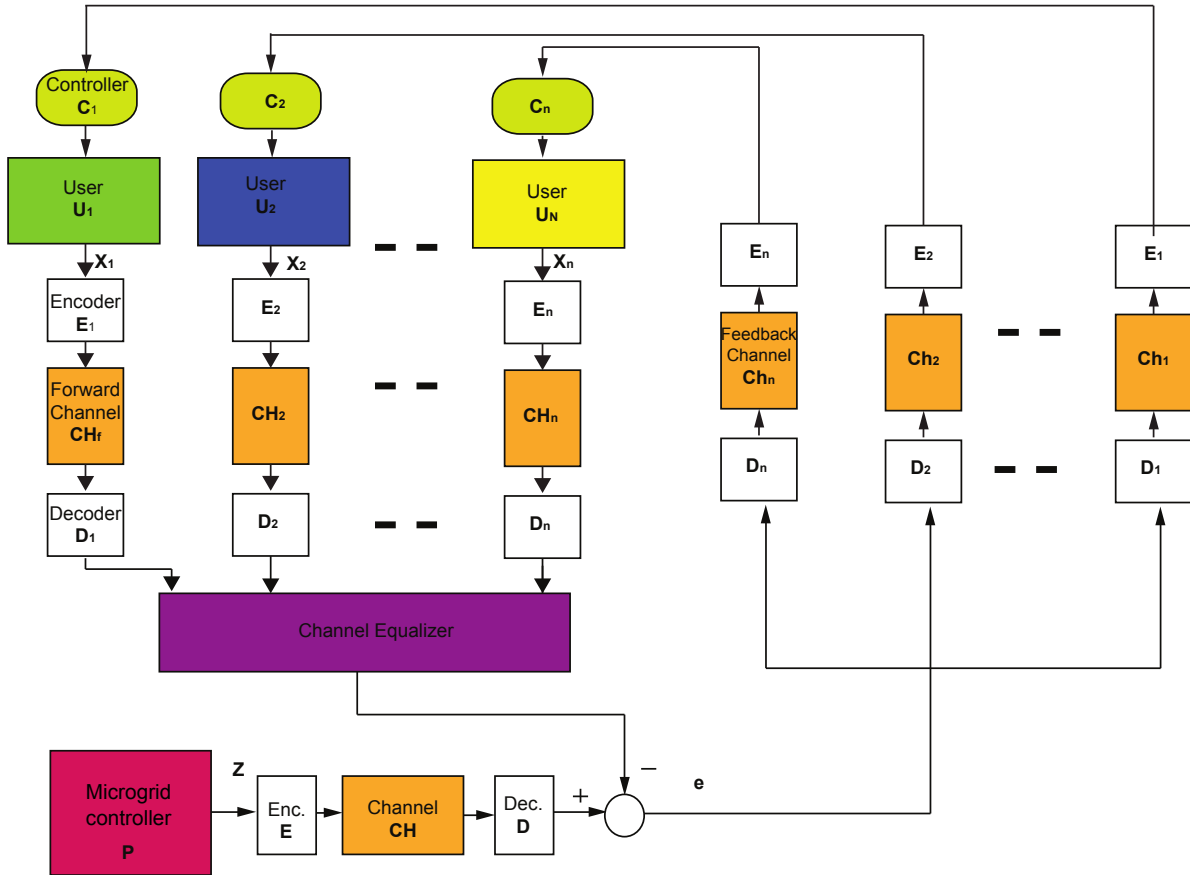 Controller
C1
C2
Cn
User
U1
User
U2
User
UN
X1
X2
Xn
Encoder
E1
E2
En
En
E2
E1
Forward
Channel
CHf
CH2
CHn
Feedback
Channel
Chn
Ch2
Ch1
Decoder
D1
D2
Dn
Dn
D2
D1
Channel Equalizer
Microgrid
controller
P
Z
Enc.
E
Channel
CH
Dec.
D
+
−
e